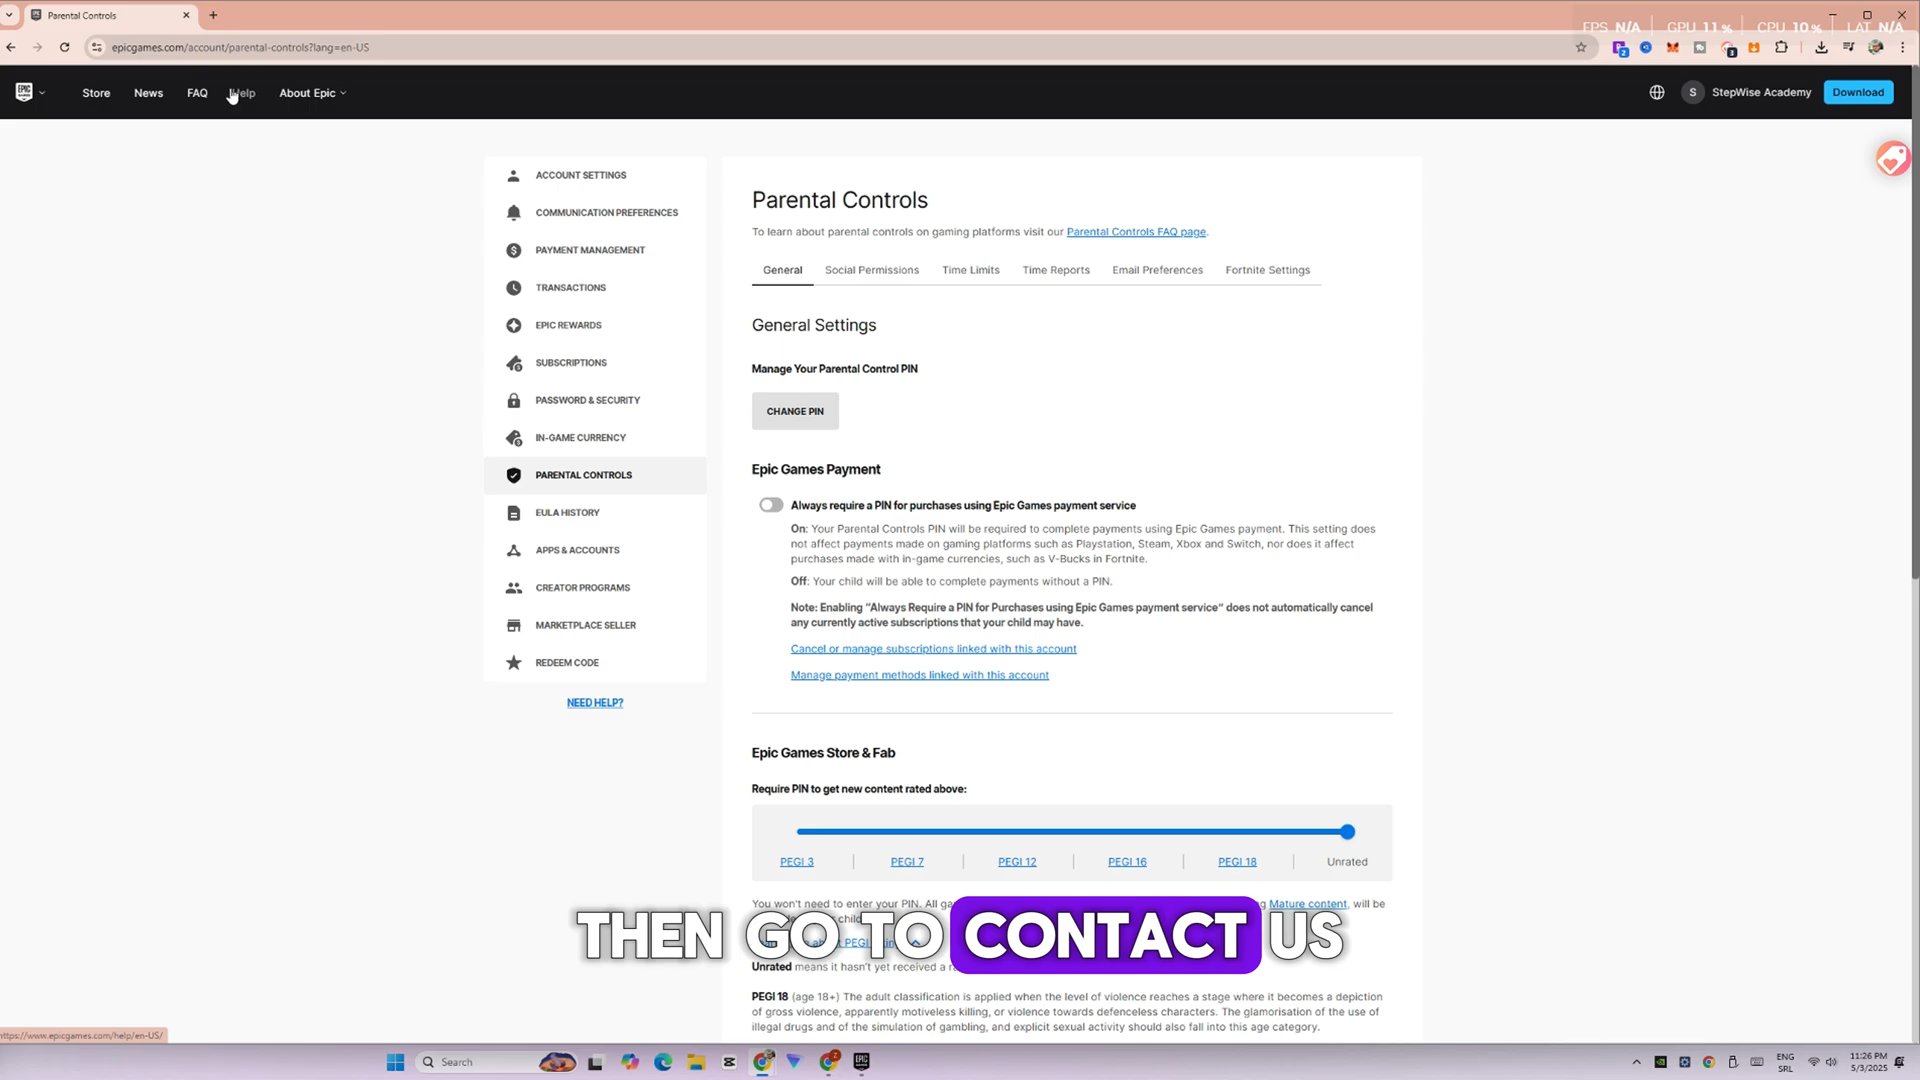 Parental Controls
FPS N/A GPU 11% CPU 10% LAT N/A
epicgames.com/account/parental-controls?lang=en-US
EPIC GAMES Store News FAQ Help About Epic S StepWise Academy Download
ACCOUNT SETTINGS
COMMUNICATION PREFERENCES
PAYMENT MANAGEMENT
TRANSACTIONS
EPIC REWARDS
SUBSCRIPTIONS
PASSWORD & SECURITY
IN-GAME CURRENCY
PARENTAL CONTROLS
EULA HISTORY
APPS & ACCOUNTS
CREATOR PROGRAMS
MARKETPLACE SELLER
REDEEM CODE
NEED HELP?
Parental Controls
To learn about parental controls on gaming platforms visit our Parental Controls FAQ page.
General Social Permissions Time Limits Time Reports Email Preferences Fortnite Settings
General Settings
Manage Your Parental Control PIN
CHANGE PIN
Epic Games Payment
Always require a PIN for purchases using Epic Games payment service
On: Your Parental Controls PIN will be required to complete payments using Epic Games payment. This setting does
not affect payments made on gaming platforms such as Playstation, Steam, Xbox and Switch, nor does it affect
purchases made with in-game currencies, such as V-Bucks in Fortnite.
Off: Your child will be able to complete payments without a PIN.
Note: Enabling "Always Require a PIN for Purchases using Epic Games payment service" does not automatically cancel
any currently active subscriptions that your child may have.
Cancel or manage subscriptions linked with this account
Manage payment methods linked with this account
Epic Games Store & Fab
Require PIN to get new content rated above:
PEGI 3 PEGI 7 PEGI 12 PEGI 16 PEGI 18 Unrated
You won't need to enter your PIN. All Mature content, will be
THEN GO TO CONTACT US
Unrated means it hasn't yet received a
PEGI 18 (age 18+) The adult classification is applied when the level of violence reaches a stage where it becomes a depiction
of gross violence, apparently motiveless killing, or violence towards defenceless characters. The glamorisation of the use of
illegal drugs and of the simulation of gambling, and explicit sexual activity should also fall into this age category.
https://www.epicgames.com/help/en-US/
Search
ENG
SRL
11:26 PM
5/3/2025